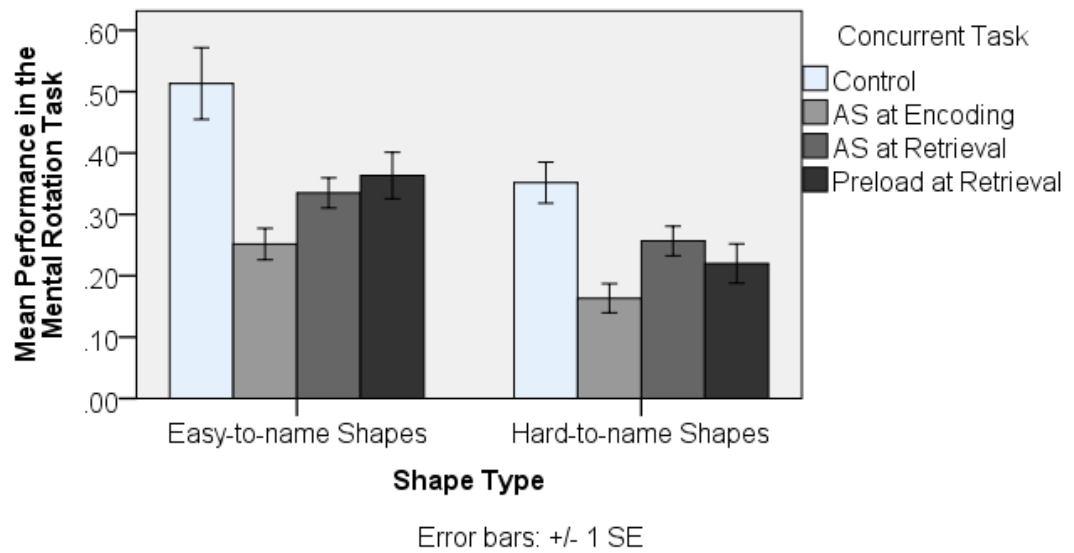 Mean Performance in the
Mental Rotation Task
.60
.50
.40
.30
.20
.10
.00
Easy-to-name Shapes
Hard-to-name Shapes
Shape Type
Error bars: +/- 1 SE
Concurrent Task
Control
AS at Encoding
AS at Retrieval
Preload at Retrieval